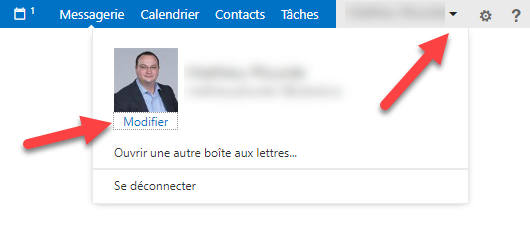 1 Messagerie Calendrier Contacts Tâches ?
Modifier
Ouvrir une autre boîte aux lettres...
Se déconnecter